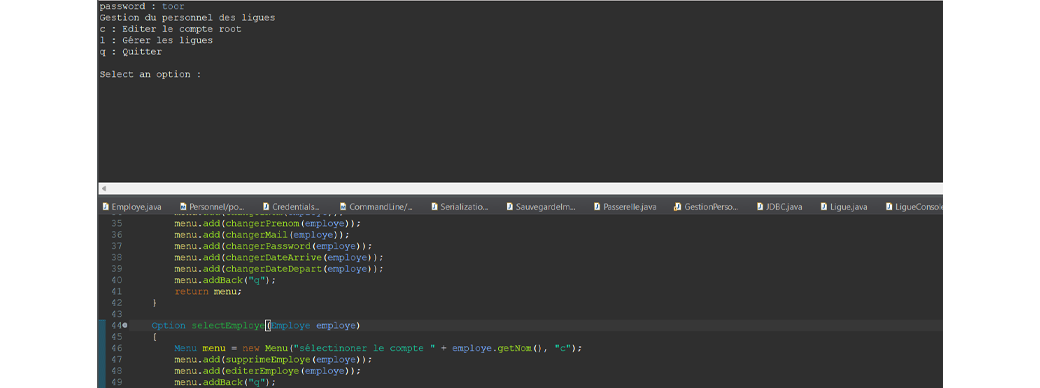 password : toor
Gestion du personnel des ligues
c : Editer le compte root
l : Gérer les ligues
q : Quitter
Select an option :
Employe.java Personnel/po... Credentials... CommandLine/... Serializatio... SauvegardeIm... Passerelle.java GestionPerso... JDBC.java Ligue.java LigueConsol
35 menu.add(changerPrenom(employe));
36 menu.add(changerMail(employe));
37 menu.add(changerPassword(employe));
38 menu.add(changerDateArrive(employe));
39 menu.add(changerDateDepart(employe));
40 menu.addBack("q");
41 return menu;
42 }
43
44 Option selectEmploye(Employe employe)
45 {
46 Menu menu = new Menu("sélectinoner le compte " + employe.getNom(), "c");
47 menu.add(supprimeEmploye(employe));
48 menu.add(editerEmploye(employe));
49 menu.addBack("q");